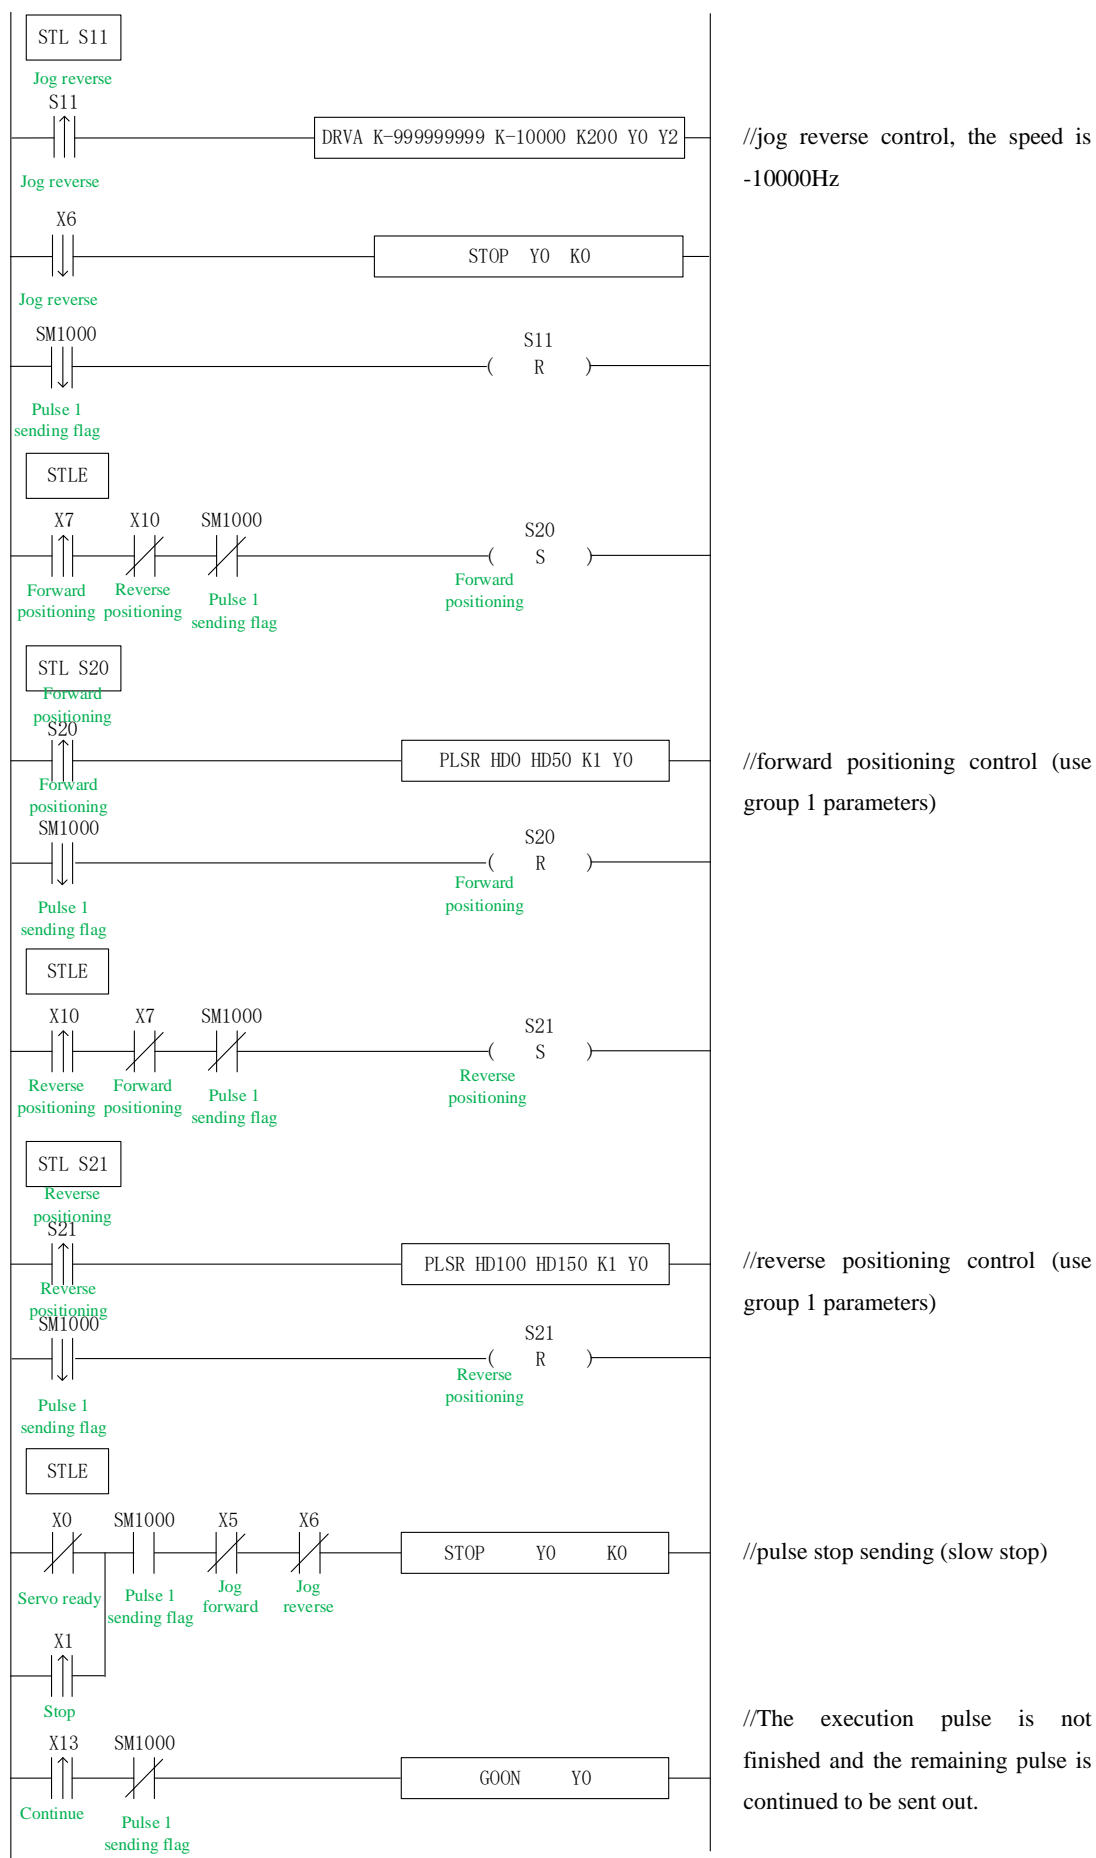 STL S11
Jog reverse
S11
DRVA K-999999999 K-10000 K200 Y0 Y2
//jog reverse control, the speed is
-10000Hz
Jog reverse
X6
STOP Y0 K0
Jog reverse
SM1000
S11
( R )
Pulse 1
sending flag
STLE
X7 X10 SM1000
S20
( S )
Forward
positioning
Reverse
positioning
Pulse 1
sending flag
Forward
positioning
STL S20
Forward
positioning
S20
PLSR HD0 HD50 K1 Y0
//forward positioning control (use
group 1 parameters)
Forward
positioning
SM1000
S20
( R )
Forward
positioning
Pulse 1
sending flag
STLE
X10 X7 SM1000
S21
( S )
Reverse
positioning
Forward
positioning
Pulse 1
sending flag
Reverse
positioning
STL S21
Reverse
positioning
S21
PLSR HD100 HD150 K1 Y0
//reverse positioning control (use
group 1 parameters)
Reverse
positioning
SM1000
S21
( R )
Reverse
positioning
Pulse 1
sending flag
STLE
X0 SM1000 X5 X6
STOP Y0 K0
//pulse stop sending (slow stop)
Servo ready
Pulse 1
sending flag
Jog
forward
Jog
reverse
X1
Stop
X13 SM1000
GOON Y0
//The execution pulse is not
finished and the remaining pulse is
continued to be sent out.
Continue
Pulse 1
sending flag